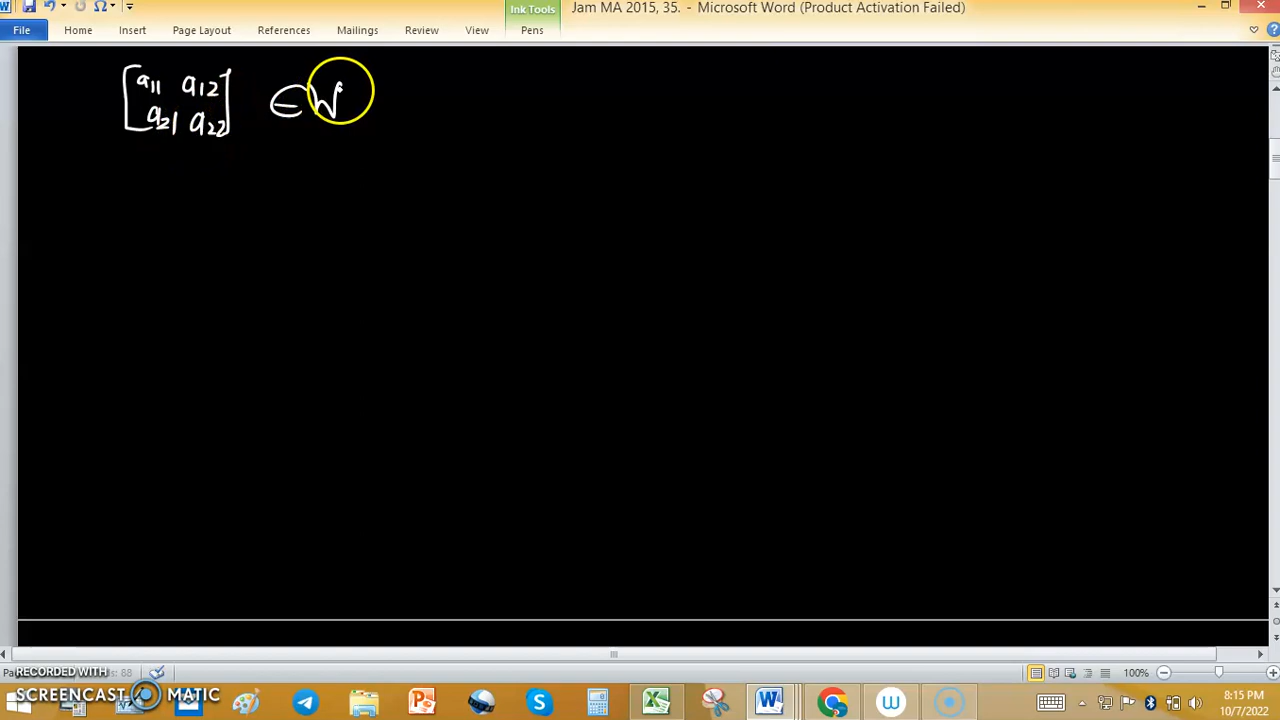 Ink Tools
Jam MA 2015, 35. - Microsoft Word (Product Activation Failed)
File Home Insert Page Layout References Mailings Review View Pens
a11 a12
a21 a22
∈ W
100%
RECORDED WITH
SCREENCAST MATIC
8:15 PM
10/7/2022